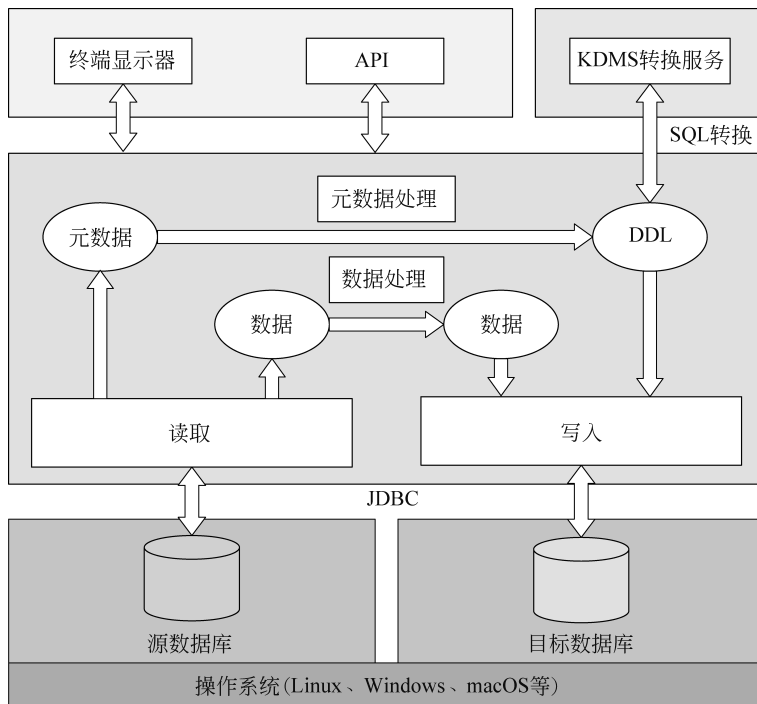 终端显示器
API
KDMS转换服务
SQL转换
元数据处理
元数据
DDL
数据处理
数据
数据
读取
写入
JDBC
源数据库
目标数据库
操作系统(Linux、Windows、macOS等)